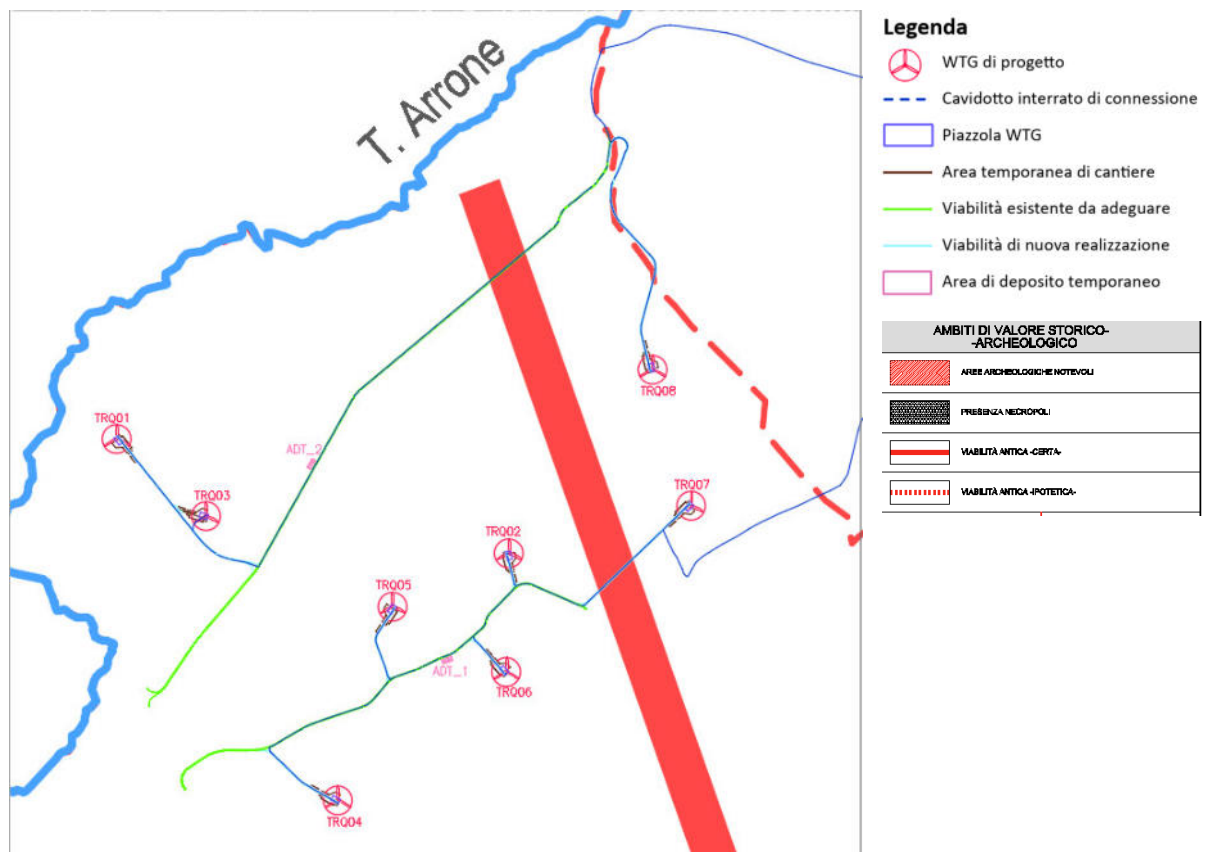 T. Arrone
TRQ01
ADT_2
TRQ03
TRQ08
TRQ07
TRQ02
TRQ05
ADT_1
TRQ06
TRQ04
Legenda
WTG di progetto
Cavidotto interrato di connessione
Piazzola WTG
Area temporanea di cantiere
Viabilità esistente da adeguare
Viabilità di nuova realizzazione
Area di deposito temporaneo
AMBITI DI VALORE STORICO-
-ARCHEOLOGICO
AREE ARCHEOLOGICHE NOTEVOLI
PRESENZA NECROPOLI
VIABILITÀ ANTICA -CERTA-
VIABILITÀ ANTICA -IPOTETICA-